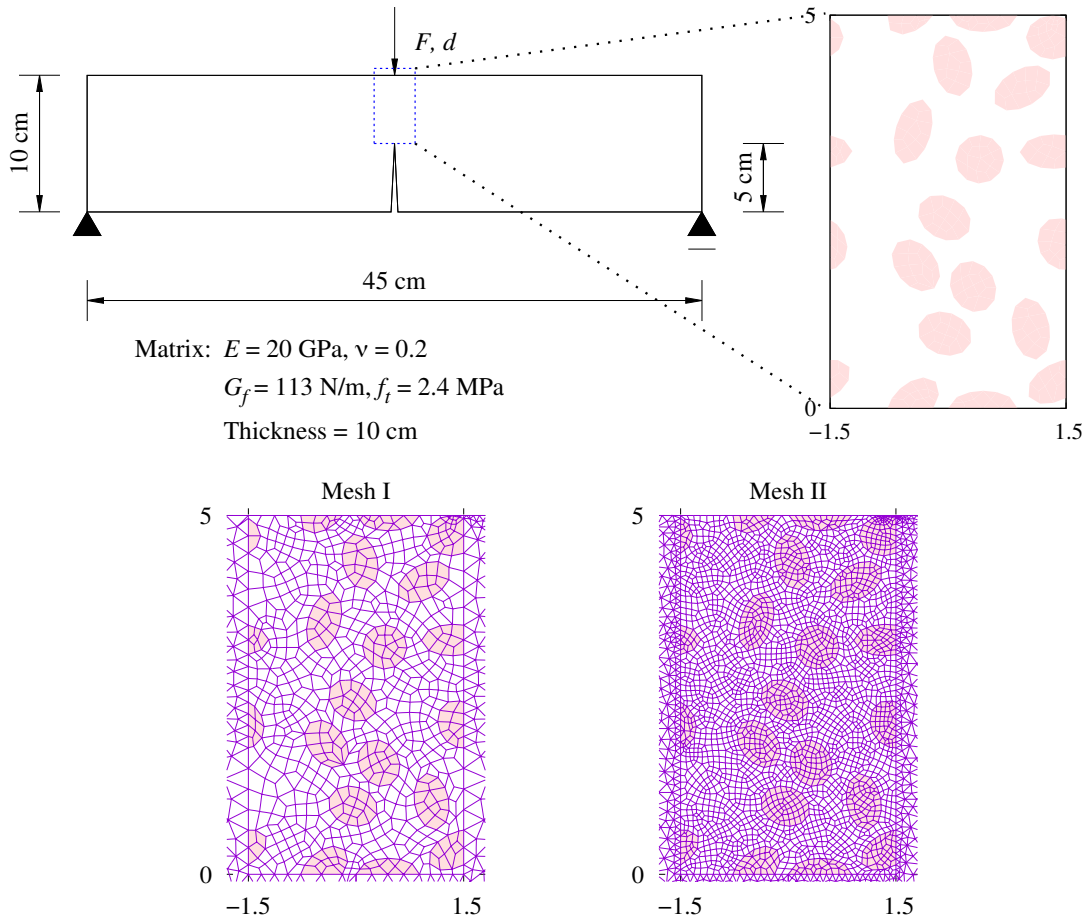 F, d
5
10 cm
5 cm
45 cm
0
−1.5
1.5
Matrix: E = 20 GPa, ν = 0.2
G_f = 113 N/m, f_t = 2.4 MPa
Thickness = 10 cm
Mesh I
5
0
−1.5
1.5
Mesh II
5
0
−1.5
1.5